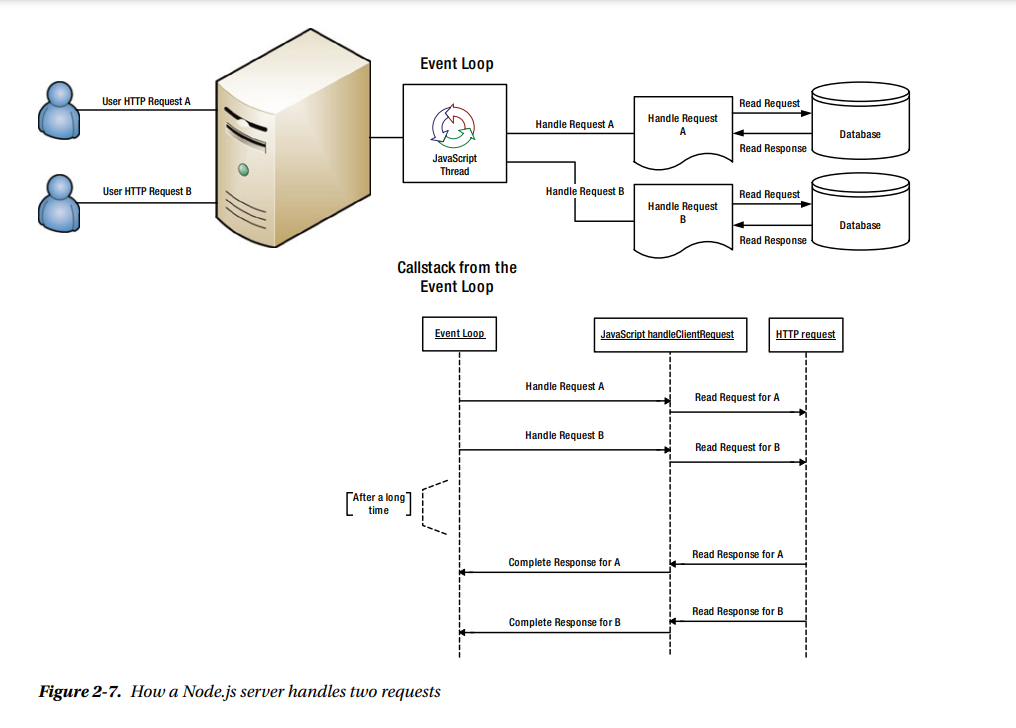 Event Loop
User HTTP Request A
JavaScript
Thread
Handle Request A
Handle Request
A
Read Request
Read Response
Database
User HTTP Request B
Handle Request B
Handle Request
B
Read Request
Read Response
Database
Callstack from the
Event Loop
Event Loop
JavaScript handleClientRequest
HTTP request
Handle Request A
Read Request for A
Handle Request B
Read Request for B
[After a long
time]
Read Response for A
Complete Response for A
Read Response for B
Complete Response for B
Figure 2-7. How a Node.js server handles two requests